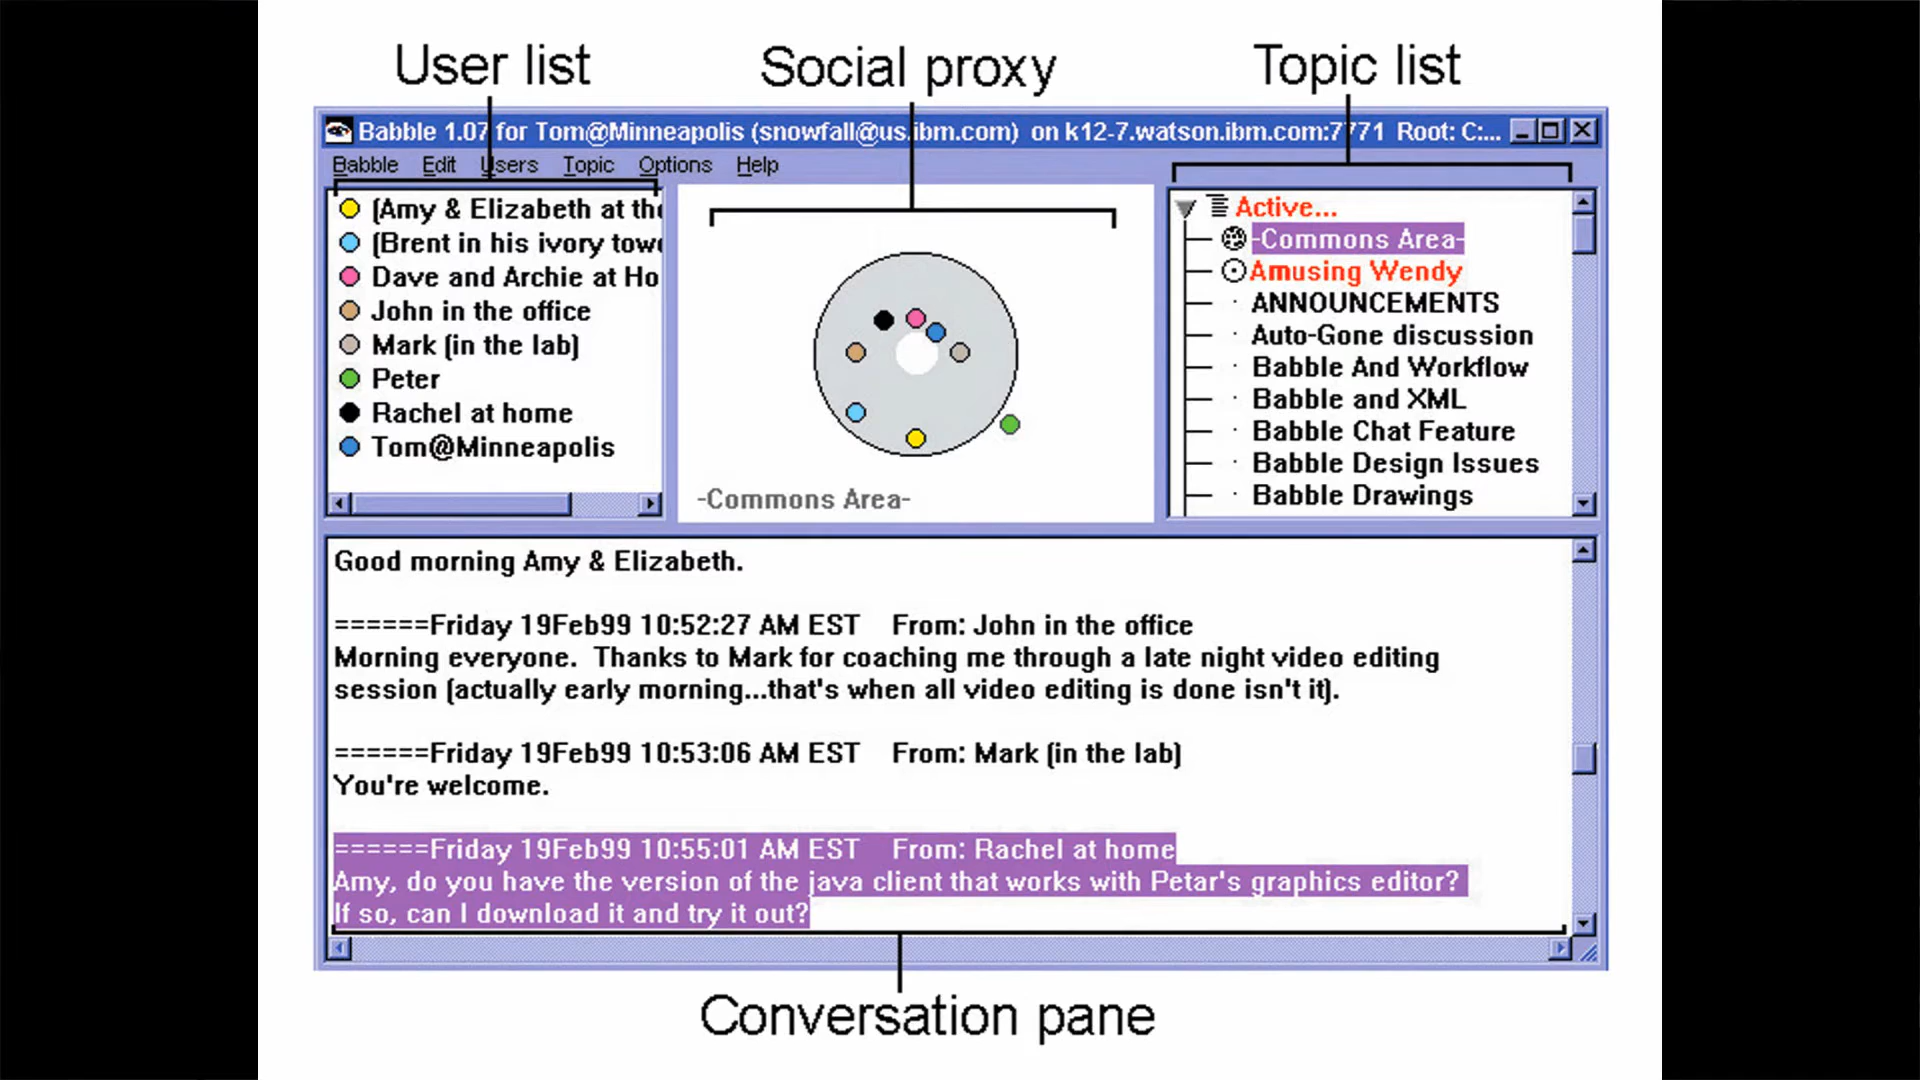 User list
Social proxy
Topic list
Babble 1.07 for Tom@Minneapolis (snowfall@us.ibm.com) on k12-7.watson.ibm.com:7771 Root: C:...
Babble Edit Users Topic Options Help
(Amy & Elizabeth at the
(Brent in his ivory towe
Dave and Archie at Ho
John in the office
Mark (in the lab)
Peter
Rachel at home
Tom@Minneapolis
-Commons Area-
Active...
-Commons Area-
Amusing Wendy
ANNOUNCEMENTS
Auto-Gone discussion
Babble And Workflow
Babble and XML
Babble Chat Feature
Babble Design Issues
Babble Drawings
Good morning Amy & Elizabeth.
======Friday 19Feb99 10:52:27 AM EST From: John in the office
Morning everyone. Thanks to Mark for coaching me through a late night video editing
session (actually early morning...that's when all video editing is done isn't it).
======Friday 19Feb99 10:53:06 AM EST From: Mark (in the lab)
You're welcome.
======Friday 19Feb99 10:55:01 AM EST From: Rachel at home
Amy, do you have the version of the java client that works with Petar's graphics editor?
If so, can I download it and try it out?
Conversation pane